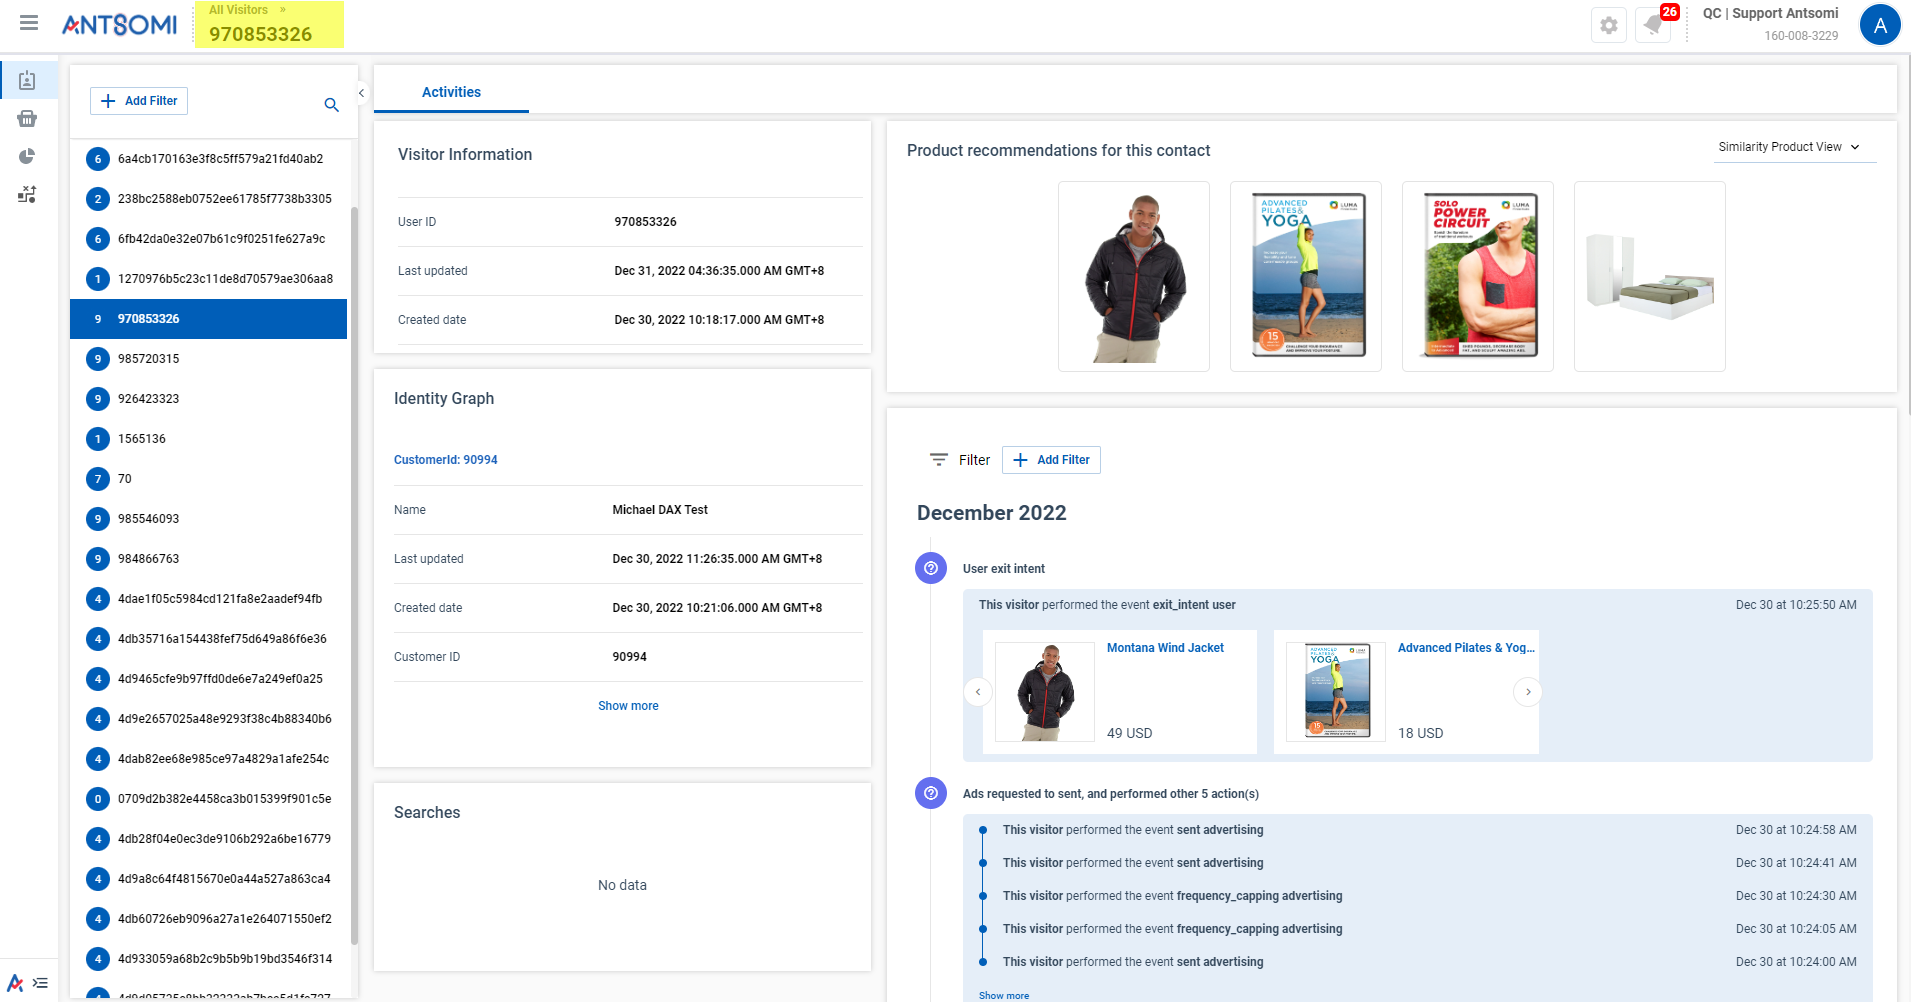 ANTSOMI
All Visitors »
970853326
26
QC | Support Antsomi
160-008-3229
A
Add Filter
6 6a4cb170163e3f8c5ff579a21fd40ab2
2 238bc2588eb0752ee61785f7738b3305
6 6fb42da0e32e07b61c9f0251fe627a9c
1 1270976b5c23c11de8d70579ae306aa8
9 970853326
9 985720315
9 926423323
1 1565136
7 70
9 985546093
9 984866763
4 4dae1f05c5984cd121fa8e2aadef94fb
4 4db35716a154438fef75d649a86f6e36
4 4d9465cfe9b97ffd0de6e7a249ef0a25
4 4d9e2657025a48e9293f38c4b88340b6
4 4dab82ee68e985ce97a4829a1afe254c
0 0709d2b382e4458ca3b015399f901c5e
4 4db28f04e0ec3de9106b292a6be16779
4 4d9a8c64f4815670e0a44a527a863ca4
4 4db60726eb9096a27a1e264071550ef2
4 4d933059a68b2c9b5b9b19bd3546f314
Activities
Visitor Information
User ID 970853326
Last updated Dec 31, 2022 04:36:35.000 AM GMT+8
Created date Dec 30, 2022 10:18:17.000 AM GMT+8
Identity Graph
CustomerId: 90994
Name Michael DAX Test
Last updated Dec 30, 2022 11:26:35.000 AM GMT+8
Created date Dec 30, 2022 10:21:06.000 AM GMT+8
Customer ID 90994
Show more
Searches
No data
Product recommendations for this contact
Similarity Product View
ADVANCED
PILATES &
YOGA
LUMA
15
SOLO
POWER
CIRCUIT
LUMA
Filter
Add Filter
December 2022
User exit intent
This visitor performed the event exit_intent user Dec 30 at 10:25:50 AM
Montana Wind Jacket
49 USD
YOGA
Advanced Pilates & Yog...
18 USD
Ads requested to sent, and performed other 5 action(s)
This visitor performed the event sent advertising Dec 30 at 10:24:58 AM
This visitor performed the event sent advertising Dec 30 at 10:24:41 AM
This visitor performed the event frequency_capping advertising Dec 30 at 10:24:30 AM
This visitor performed the event frequency_capping advertising Dec 30 at 10:24:05 AM
This visitor performed the event sent advertising Dec 30 at 10:24:00 AM
Show more